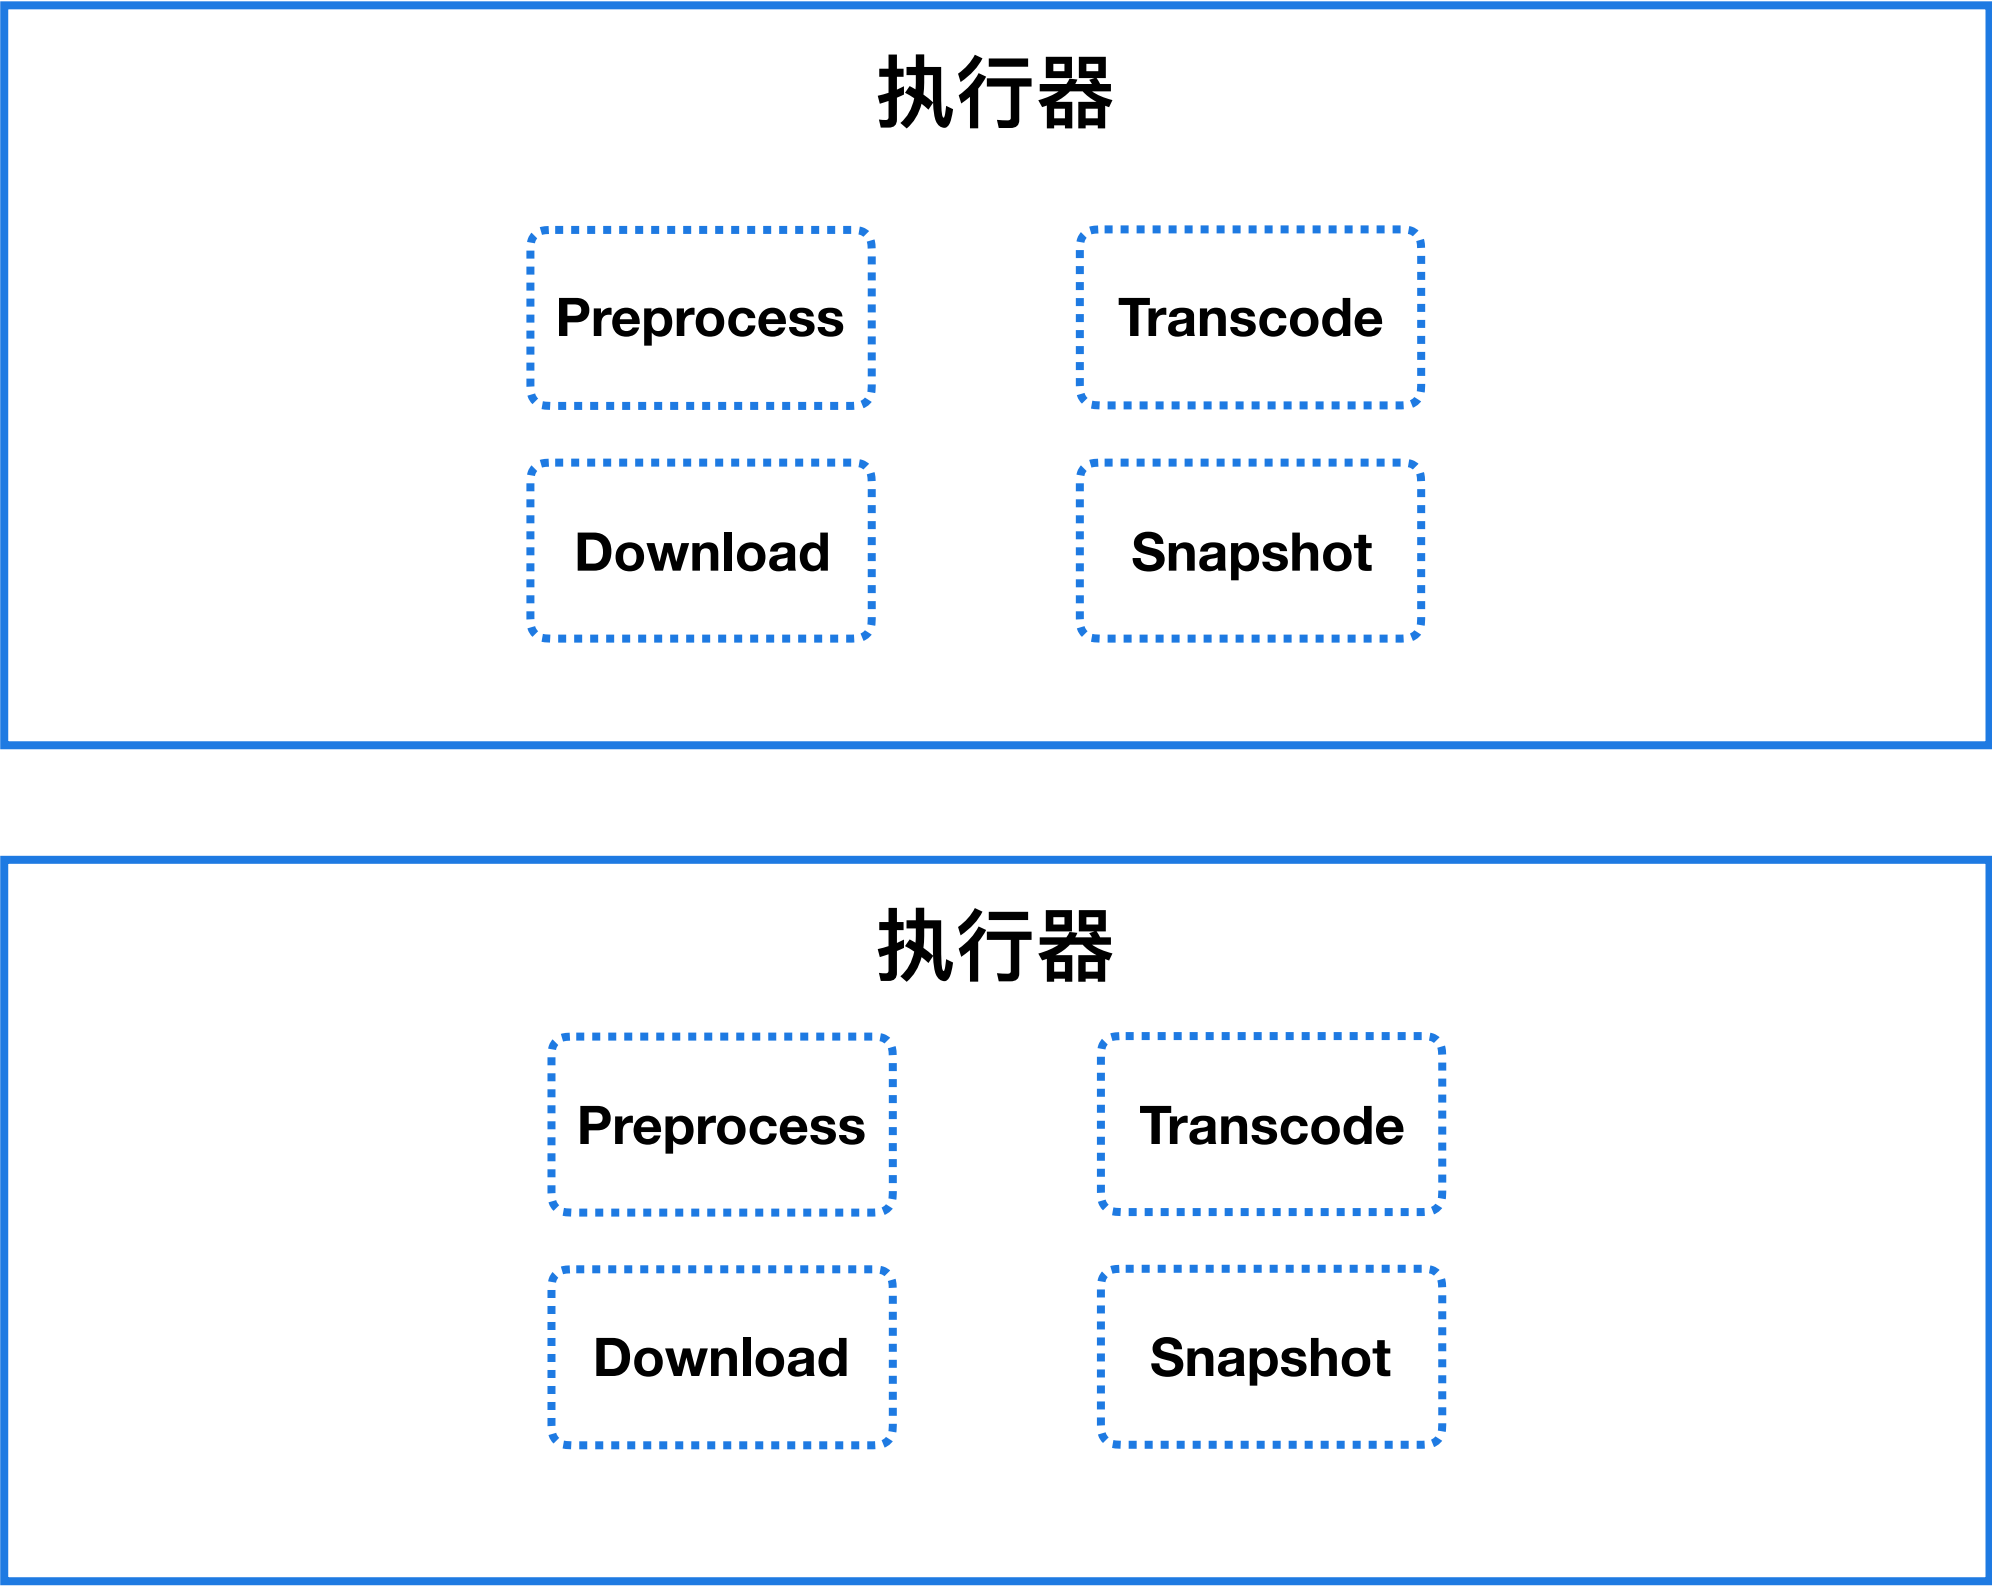 执行器
Preprocess
Transcode
Download
Snapshot
执行器
Preprocess
Transcode
Download
Snapshot